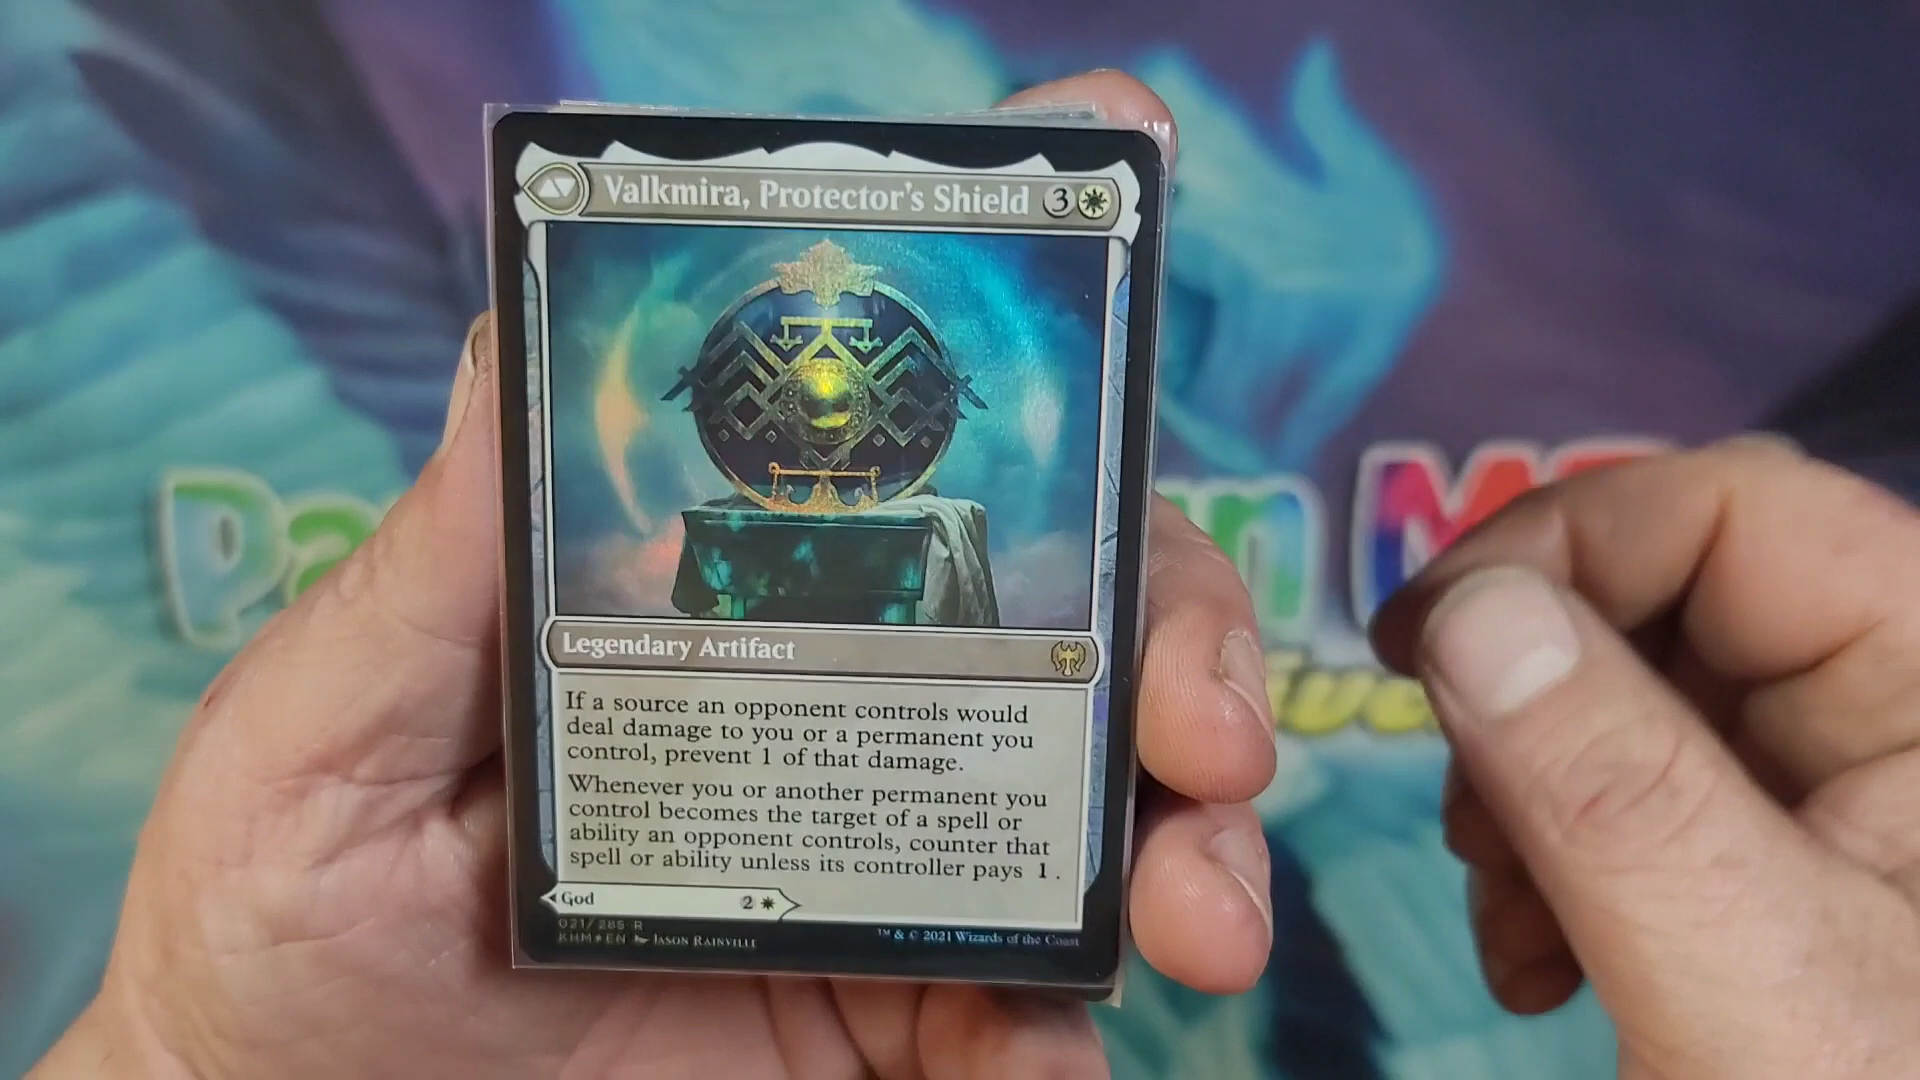 Valkmira, Protector's Shield 3
Legendary Artifact
If a source an opponent controls would
deal damage to you or a permanent you
control, prevent 1 of that damage.
Whenever you or another permanent you
control becomes the target of a spell or
ability an opponent controls, counter that
spell or ability unless its controller pays 1.
God 2
021/285 R
KHM★EN Jason Rainville
™ & © 2021 Wizards of the Coast